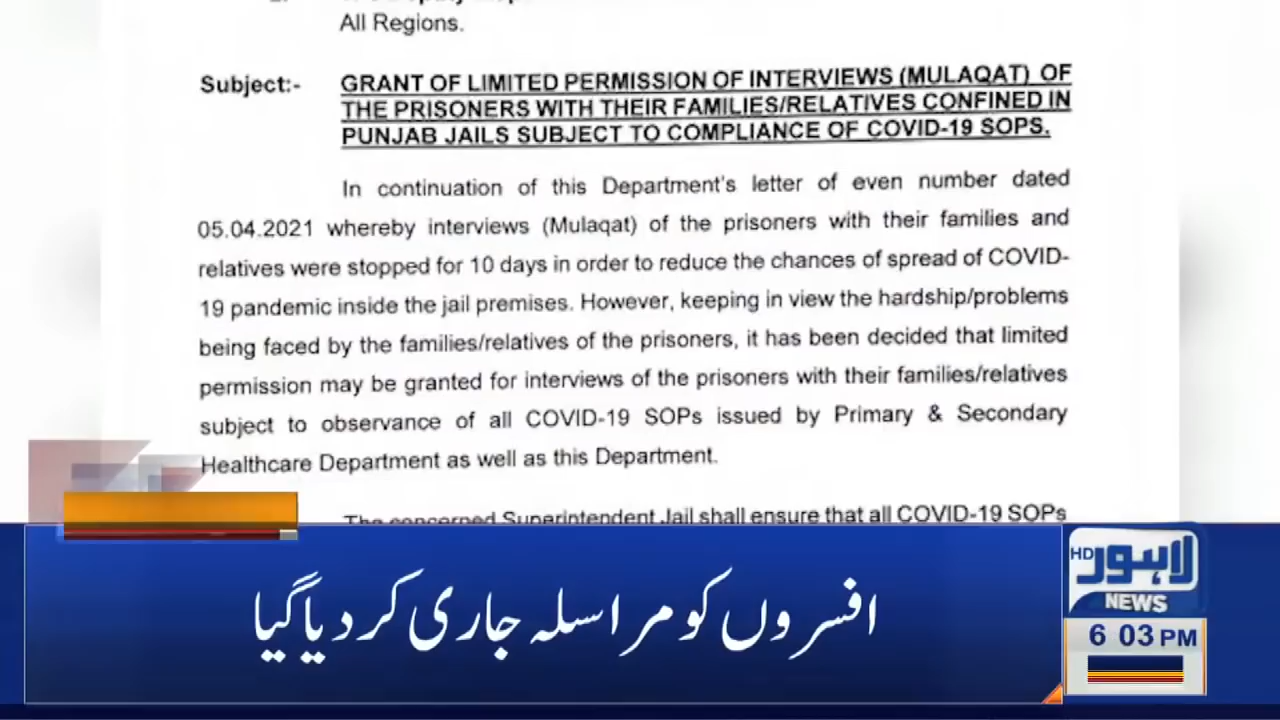 All Regions.
Subject:- GRANT OF LIMITED PERMISSION OF INTERVIEWS (MULAQAT) OF
THE PRISONERS WITH THEIR FAMILIES/RELATIVES CONFINED IN
PUNJAB JAILS SUBJECT TO COMPLIANCE OF COVID-19 SOPS.
In continuation of this Department's letter of even number dated
05.04.2021 whereby interviews (Mulaqat) of the prisoners with their families and
relatives were stopped for 10 days in order to reduce the chances of spread of COVID-
19 pandemic inside the jail premises. However, keeping in view the hardship/problems
being faced by the families/relatives of the prisoners, it has been decided that limited
permission may be granted for interviews of the prisoners with their families/relatives
subject to observance of all COVID-19 SOPs issued by Primary & Secondary
Healthcare Department as well as this Department.
The concerned Superintendent Jail shall ensure that all COVID-19 SOPs
افسروں کو مراسلہ جاری کر دیا گیا
HD لاہور
NEWS
6 03 PM